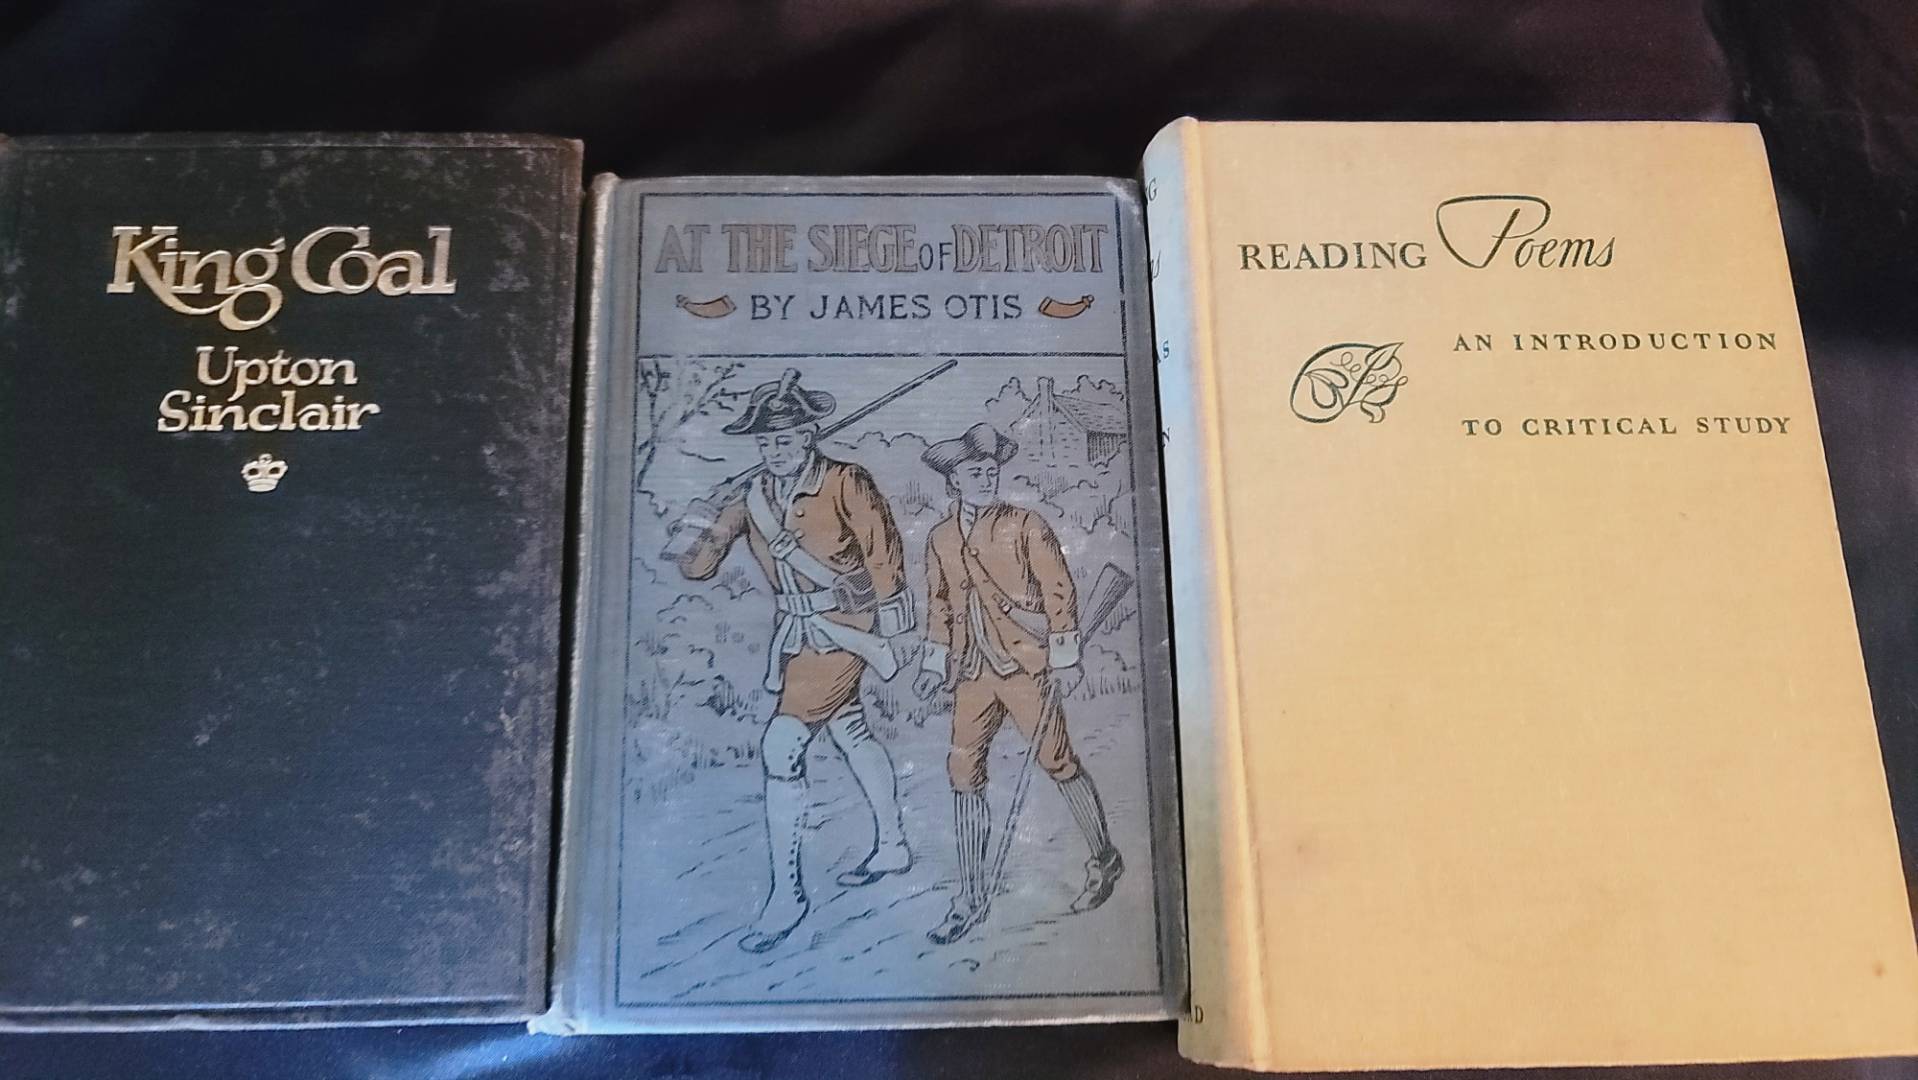 King Coal
Upton
Sinclair
AT THE SIEGE OF DETROIT
BY JAMES OTIS
READING Poems
AN INTRODUCTION
TO CRITICAL STUDY